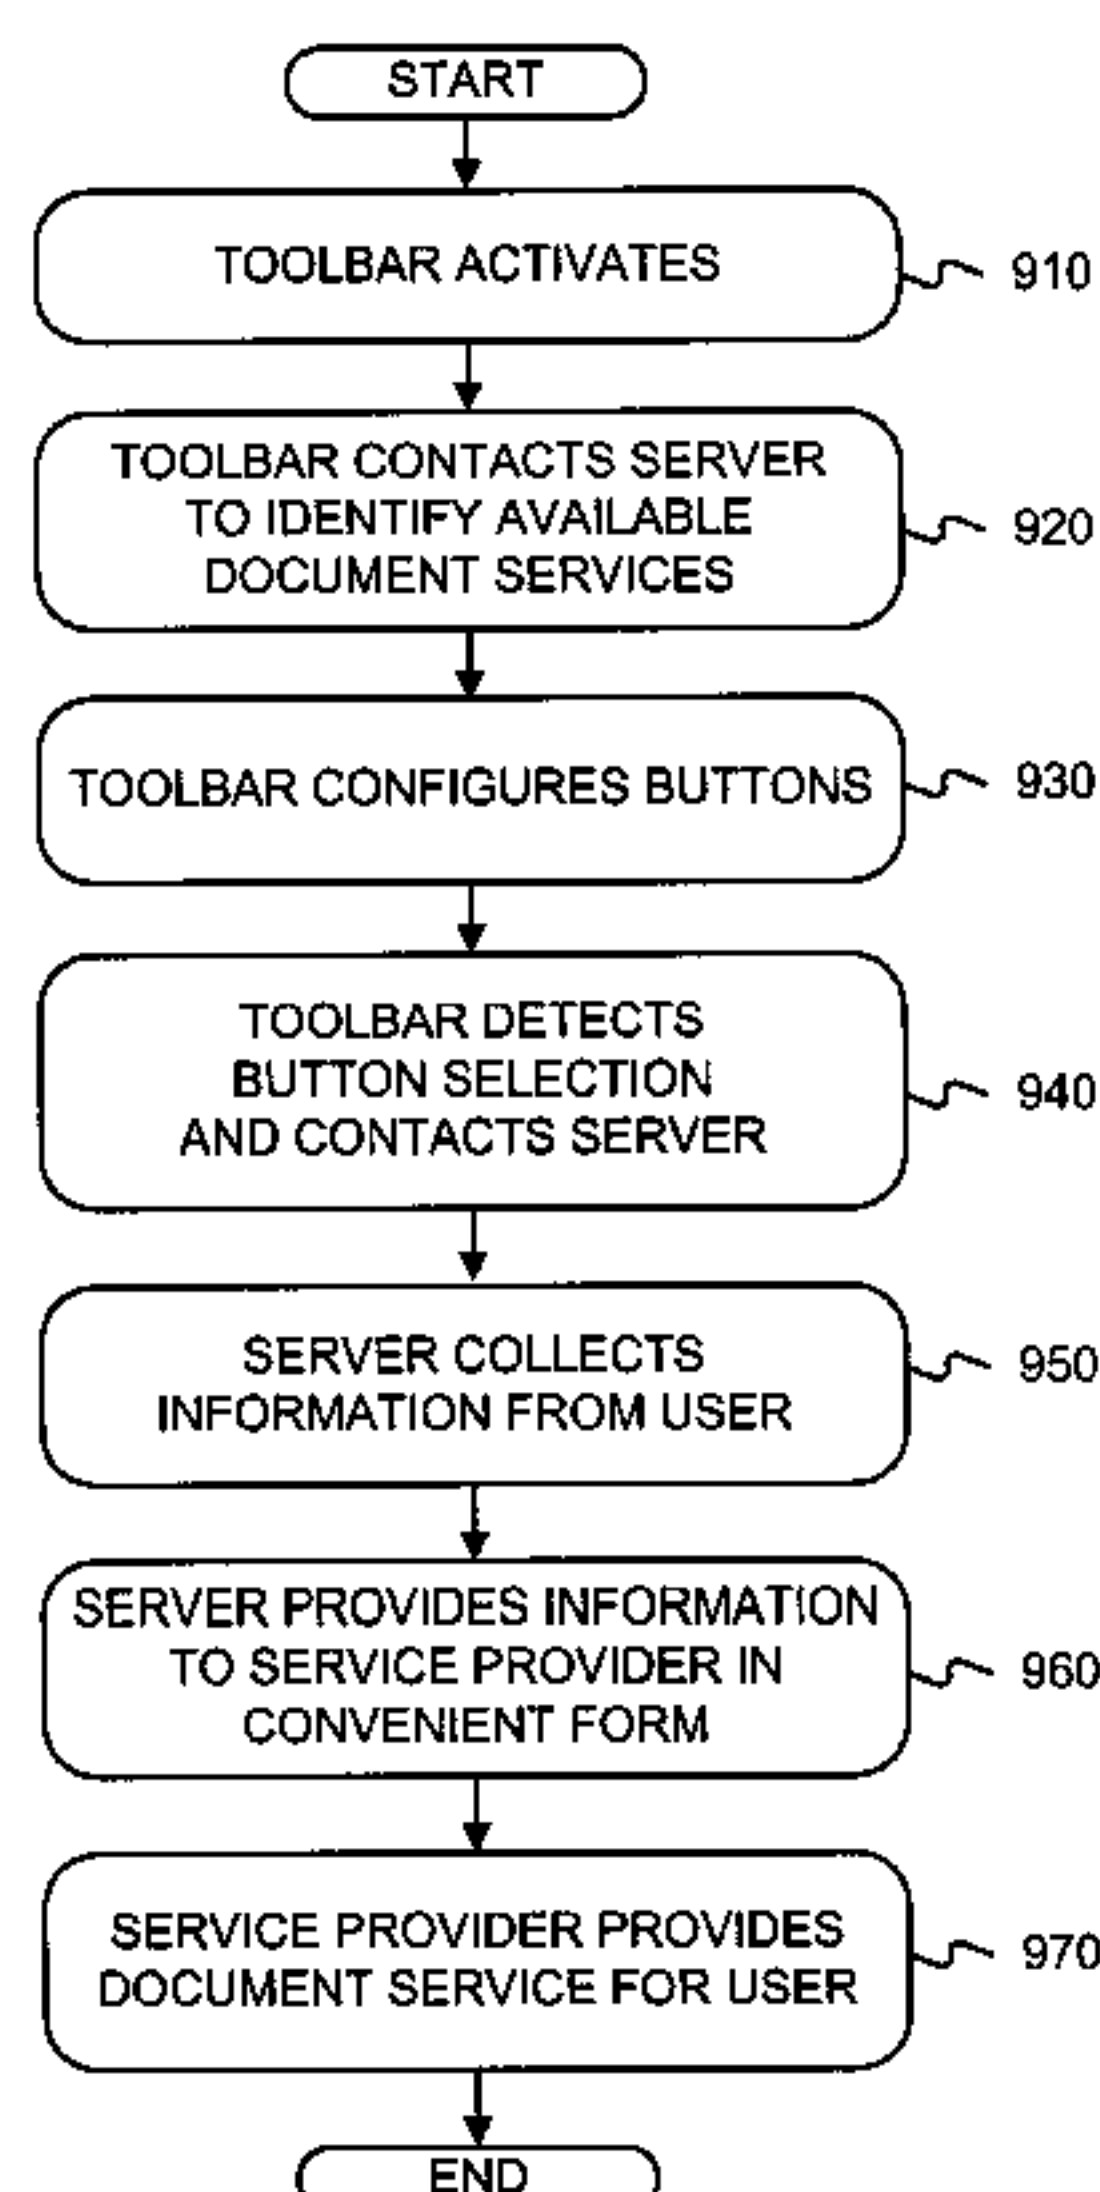 START
TOOLBAR ACTIVATES
910
TOOLBAR CONTACTS SERVER
TO IDENTIFY AVAILABLE
DOCUMENT SERVICES
920
TOOLBAR CONFIGURES BUTTONS
930
TOOLBAR DETECTS
BUTTON SELECTION
AND CONTACTS SERVER
940
SERVER COLLECTS
INFORMATION FROM USER
950
SERVER PROVIDES INFORMATION
TO SERVICE PROVIDER IN
CONVENIENT FORM
960
SERVICE PROVIDER PROVIDES
DOCUMENT SERVICE FOR USER
970
END